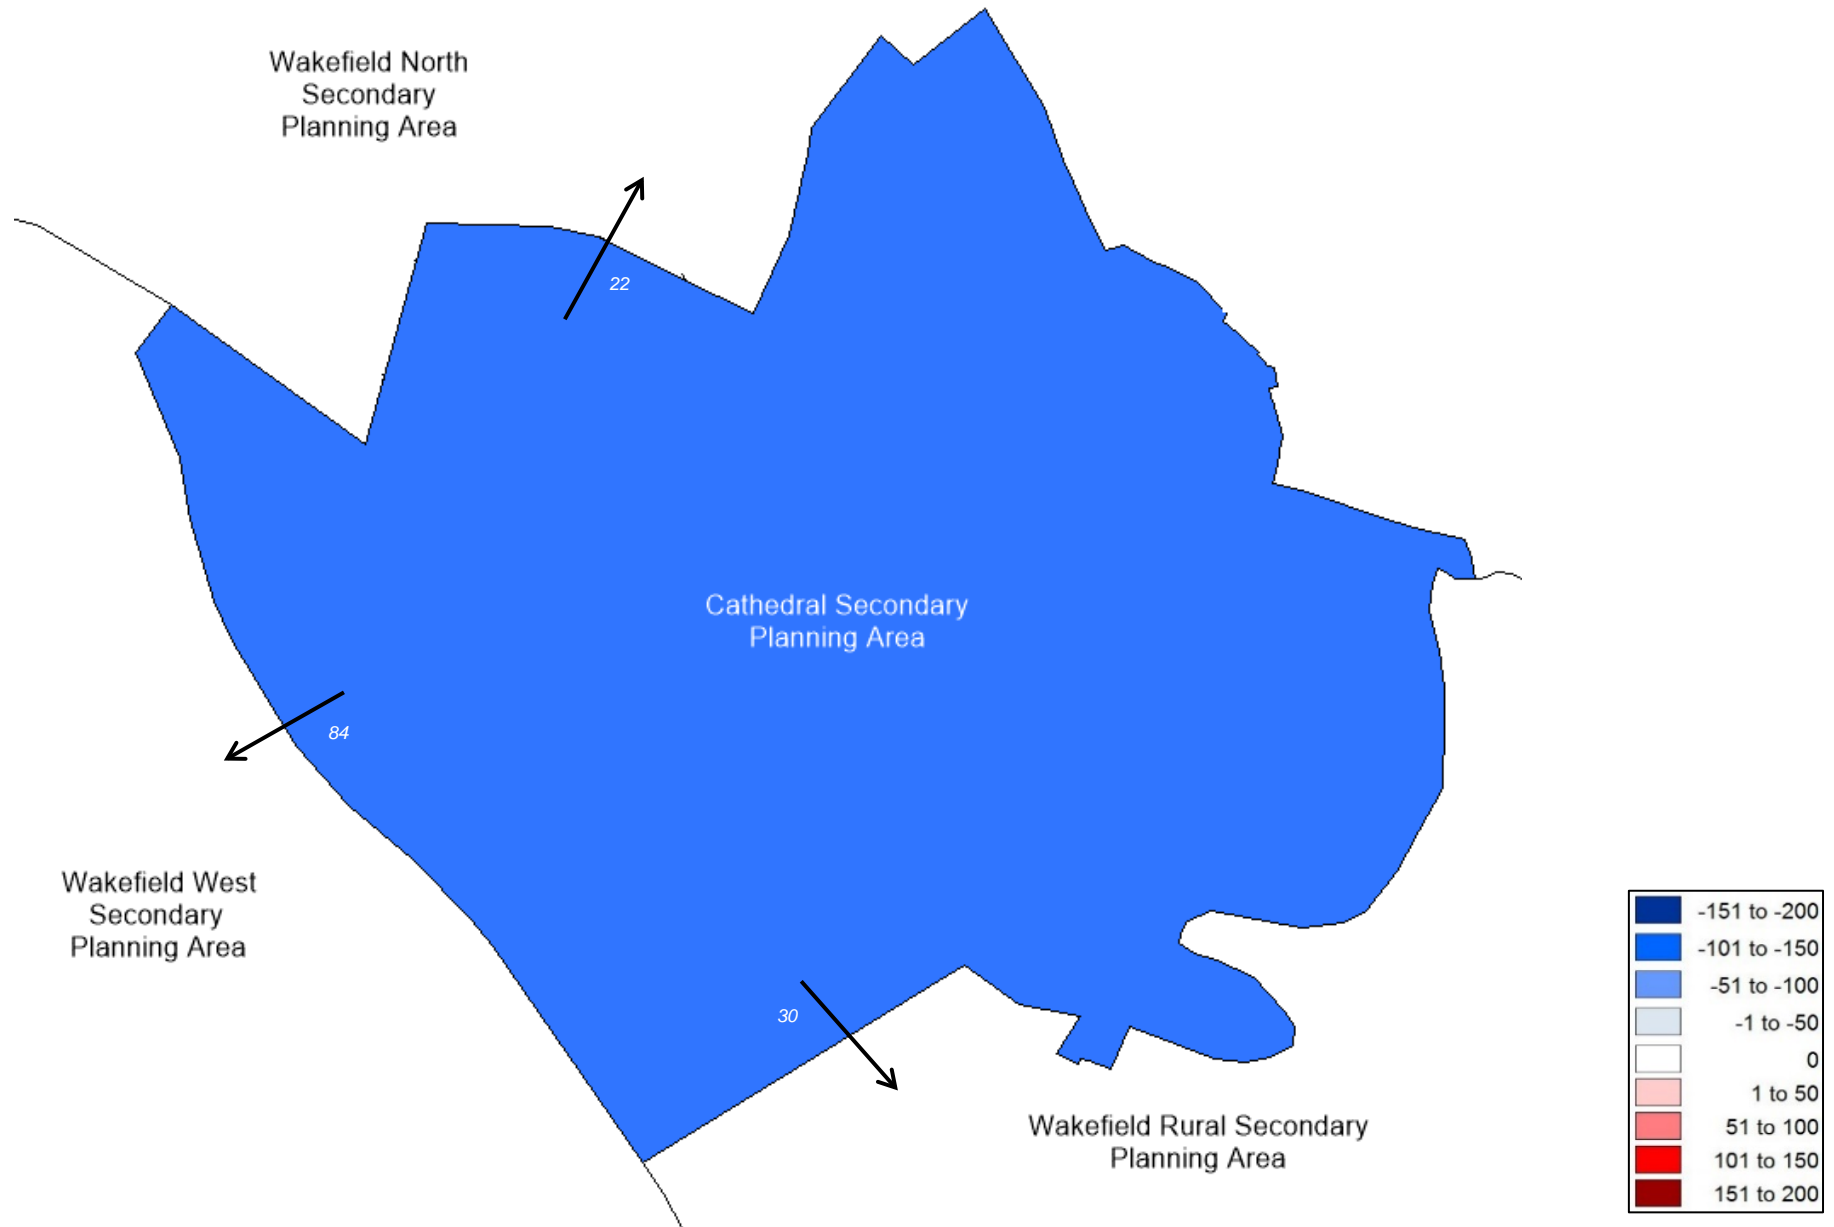 Wakefield North
Secondary
Planning Area
22
Cathedral Secondary
Planning Area
84
Wakefield West
Secondary
Planning Area
30
Wakefield Rural Secondary
Planning Area
-151 to -200
-101 to -150
-51 to -100
-1 to -50
0
1 to 50
51 to 100
101 to 150
151 to 200